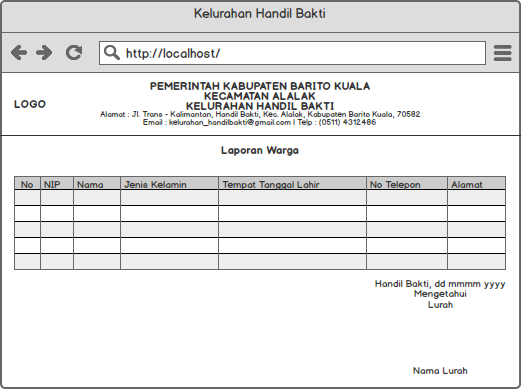 Kelurahan Handil Bakti
http://localhost/
LOGO
PEMERINTAH KABUPATEN BARITO KUALA
KECAMATAN ALALAK
KELURAHAN HANDIL BAKTI
Alamat : Jl. Trans - Kalimantan, Handil Bakti, Kec. Alalak, Kabupaten Barito Kuala, 70582
Email : kelurahan_handilbakti@gmail.com | Telp : (0511) 4312486
Laporan Warga
No NIP Nama Jenis Kelamin Tempat Tanggal Lahir No Telepon Alamat
Handil Bakti, dd mmmm yyyy
Mengetahui
Lurah
Nama Lurah